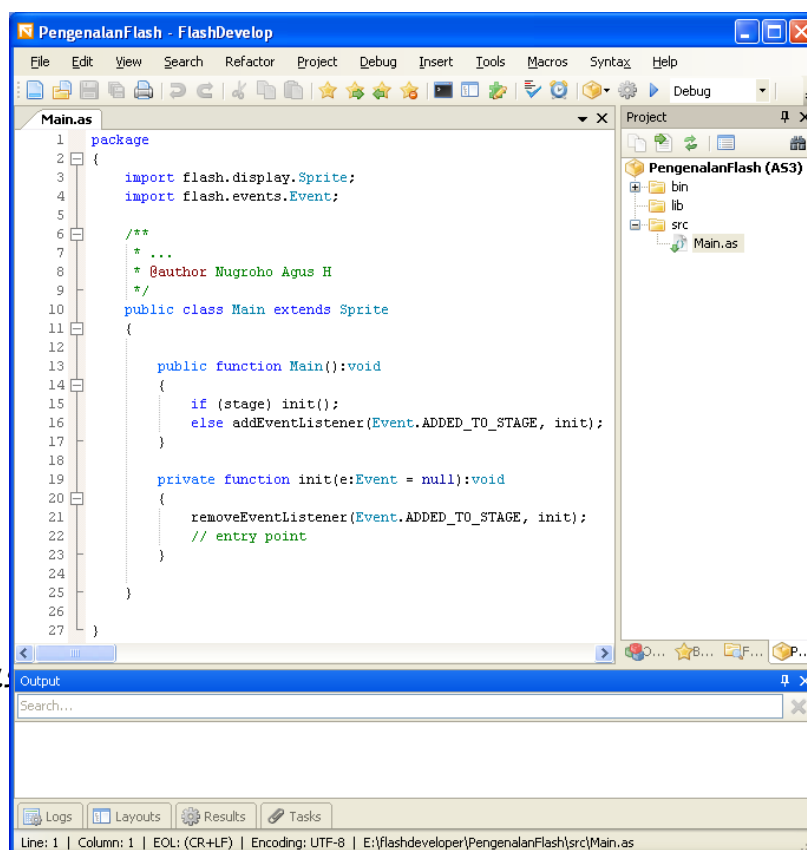 PengenalanFlash - FlashDevelop
File Edit View Search Refactor Project Debug Insert Tools Macros Syntax Help
Debug
Main.as
Project
1 package
2 {
3 import flash.display.Sprite;
4 import flash.events.Event;
5
6 /**
7 * ...
8 * @author Nugroho Agus H
9 */
10 public class Main extends Sprite
11 {
12
13 public function Main():void
14 {
15 if (stage) init();
16 else addEventListener(Event.ADDED_TO_STAGE, init);
17 }
18
19 private function init(e:Event = null):void
20 {
21 removeEventListener(Event.ADDED_TO_STAGE, init);
22 // entry point
23 }
24
25 }
26
27 }
PengenalanFlash (AS3)
bin
lib
src
Main.as
O... B... F... P...
Output
Search...
Logs Layouts Results Tasks
Line: 1 | Column: 1 | EOL: (CR+LF) | Encoding: UTF-8 | E:\flashdeveloper\PengenalanFlash\src\Main.as